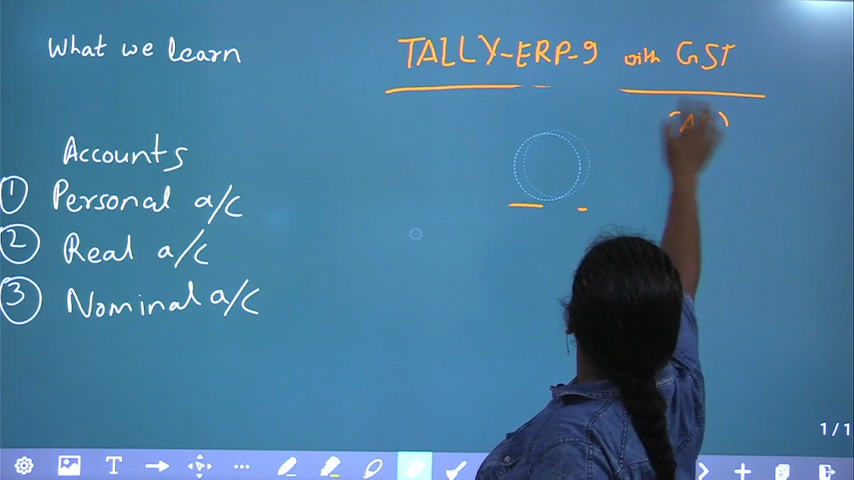 What we learn
TALLY-ERP-9 with GST
Accounts
1 Personal a/c
2 Real a/c
3 Nominal a/c
1/1
T